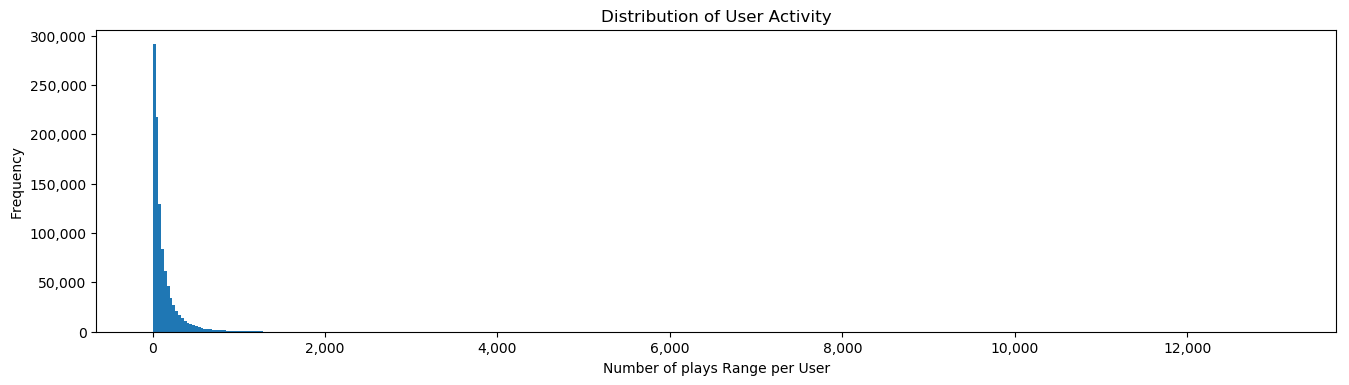 Distribution of User Activity
300,000
250,000
200,000
150,000
100,000
50,000
0
Frequency
0 2,000 4,000 6,000 8,000 10,000 12,000
Number of plays Range per User